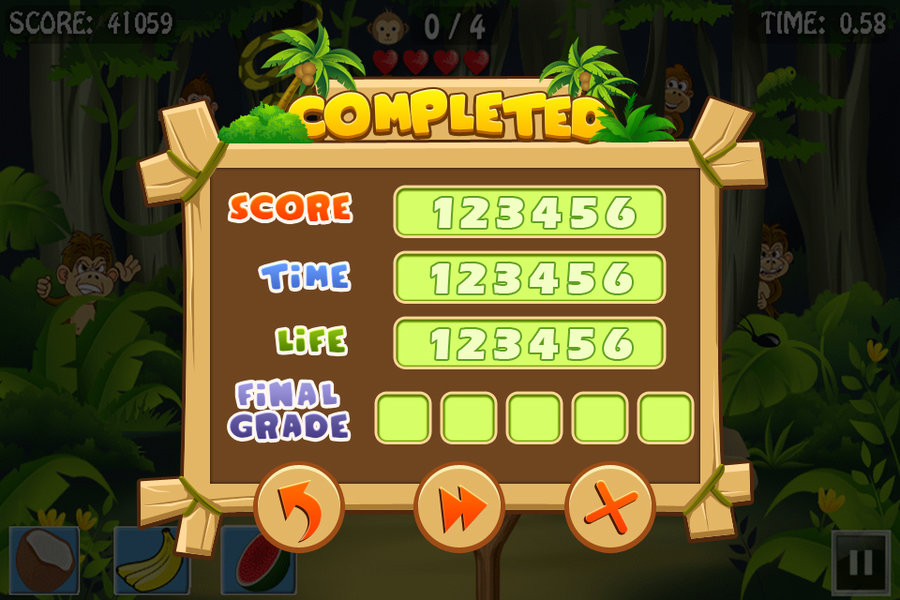 SCORE: 41059
0 / 4
TIME: 0.58
COMPLETED
SCORE 123456
TiME 123456
LiFE 123456
FiNAL
GRADE